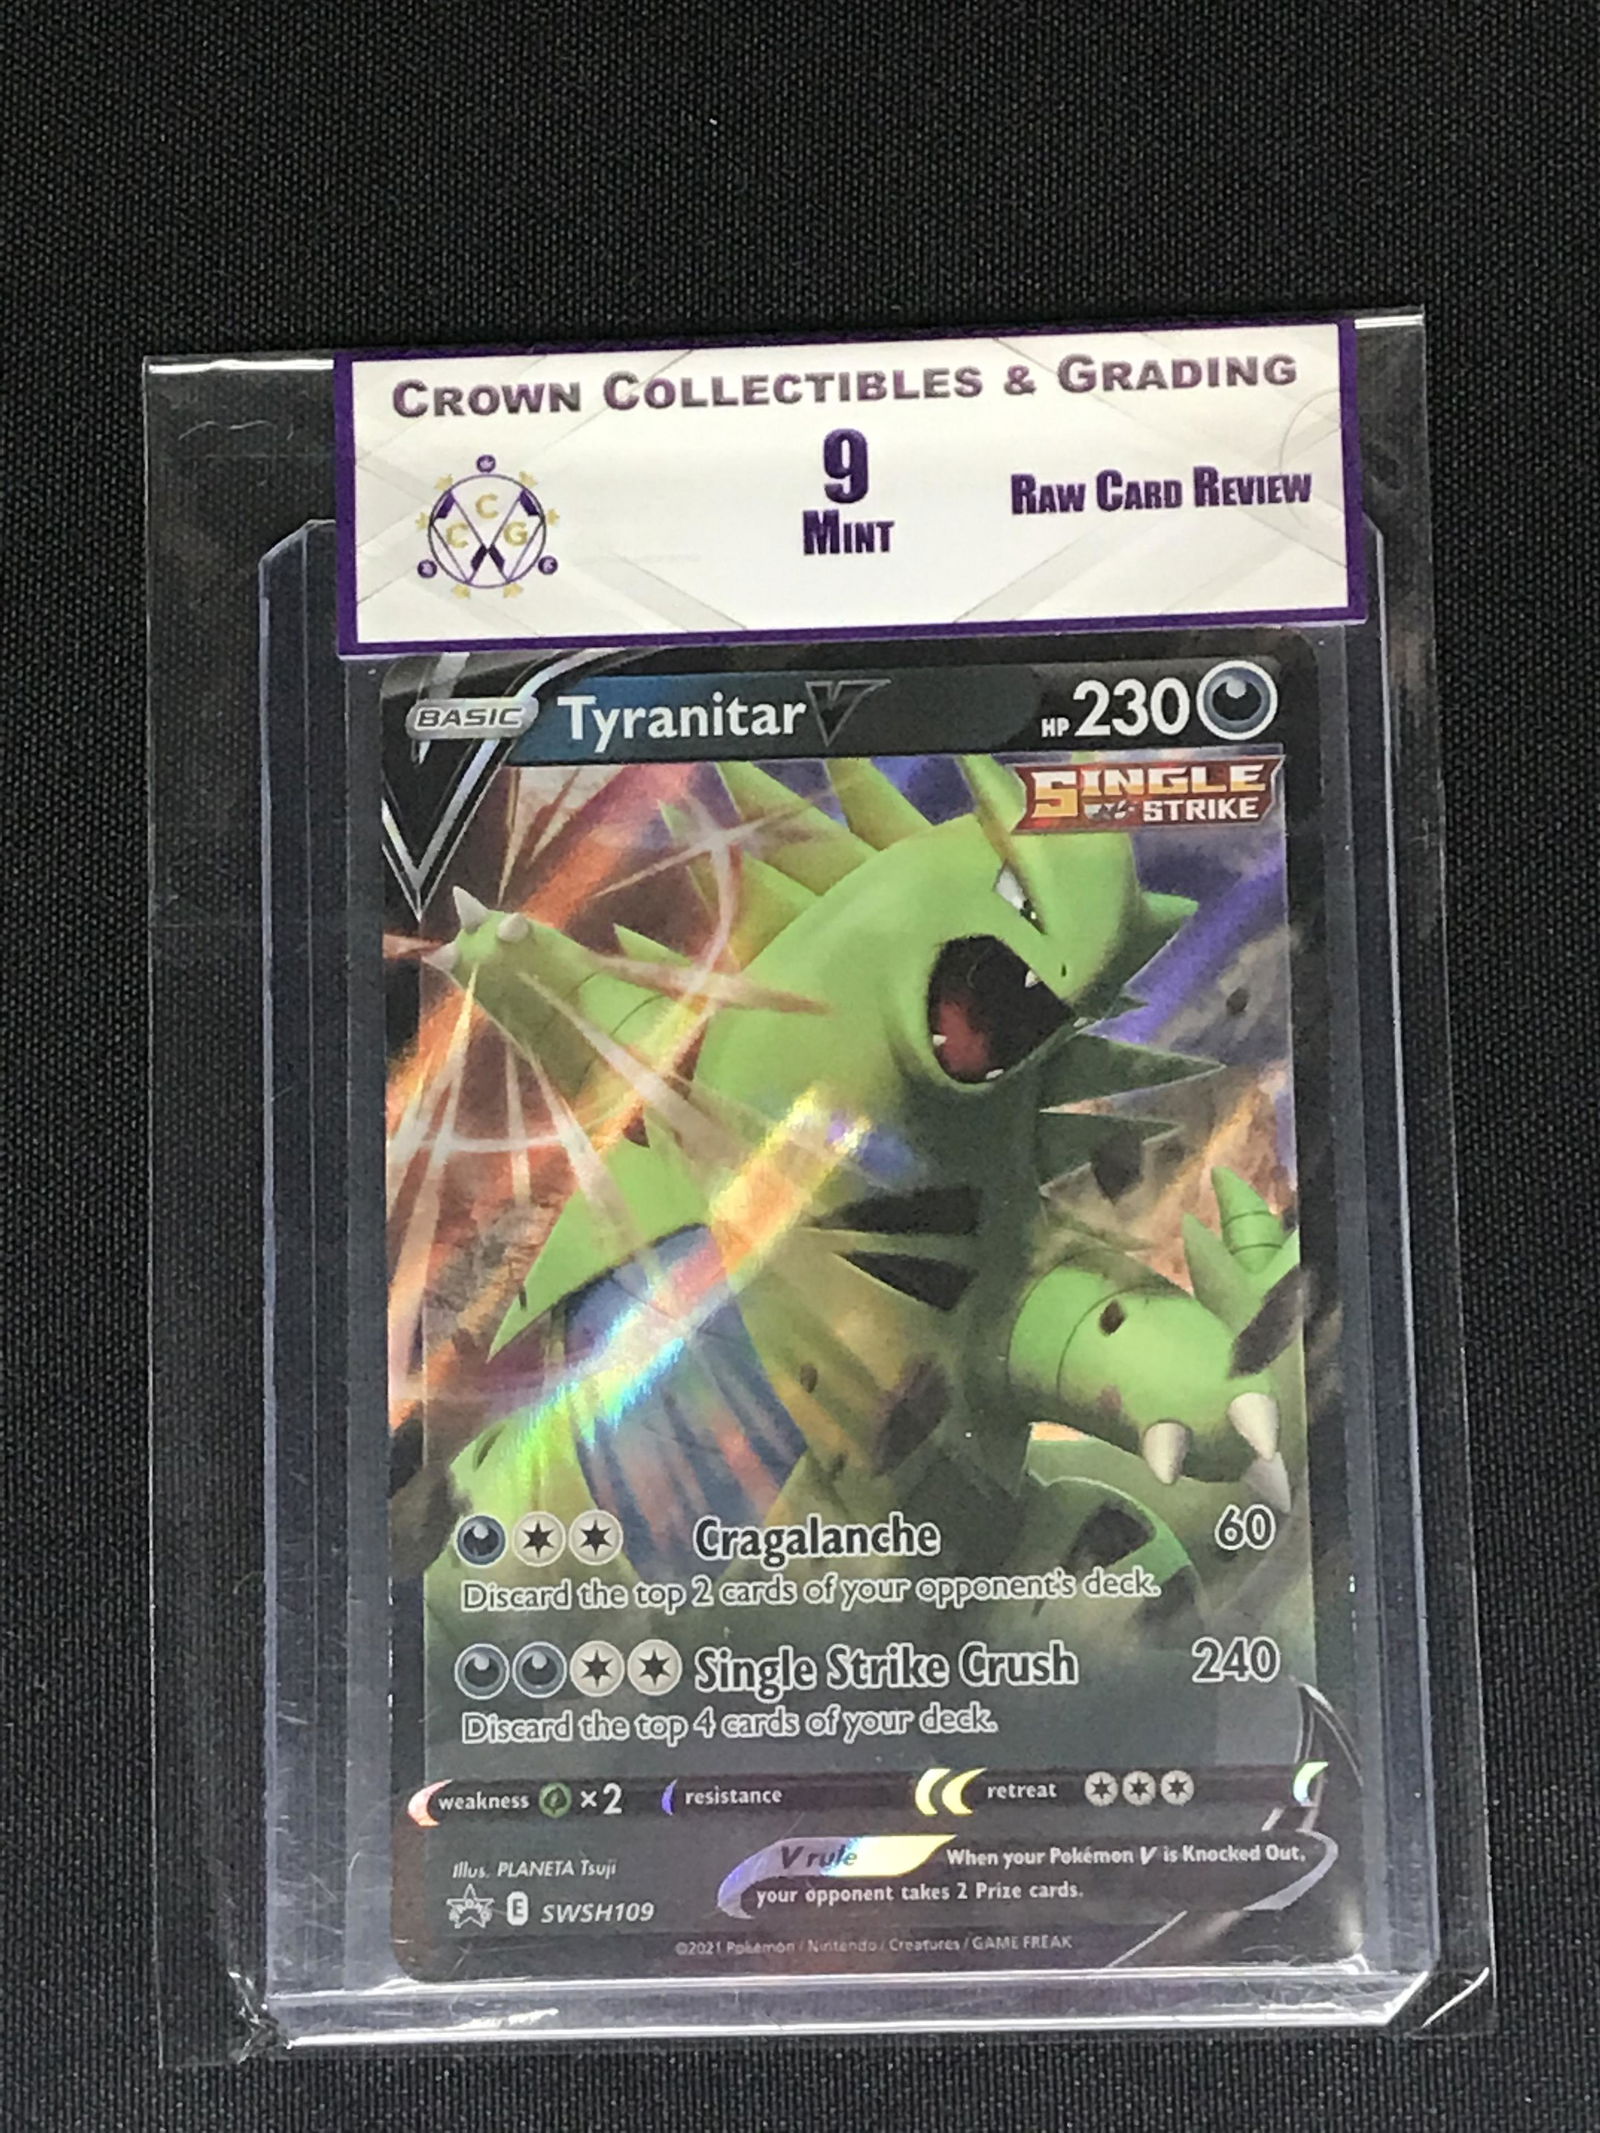 CROWN COLLECTIBLES & GRADING
C C G
9
MINT
RAW CARD REVIEW
BASIC Tyranitar V HP 230
SINGLE STRIKE
Cragalanche 60
Discard the top 2 cards of your opponent's deck.
Single Strike Crush 240
Discard the top 4 cards of your deck.
weakness ×2 resistance retreat
V rule When your Pokémon V is Knocked Out,
your opponent takes 2 Prize cards.
Illus. PLANETA Tsuji
E SWSH109
©2021 Pokémon / Nintendo / Creatures / GAME FREAK